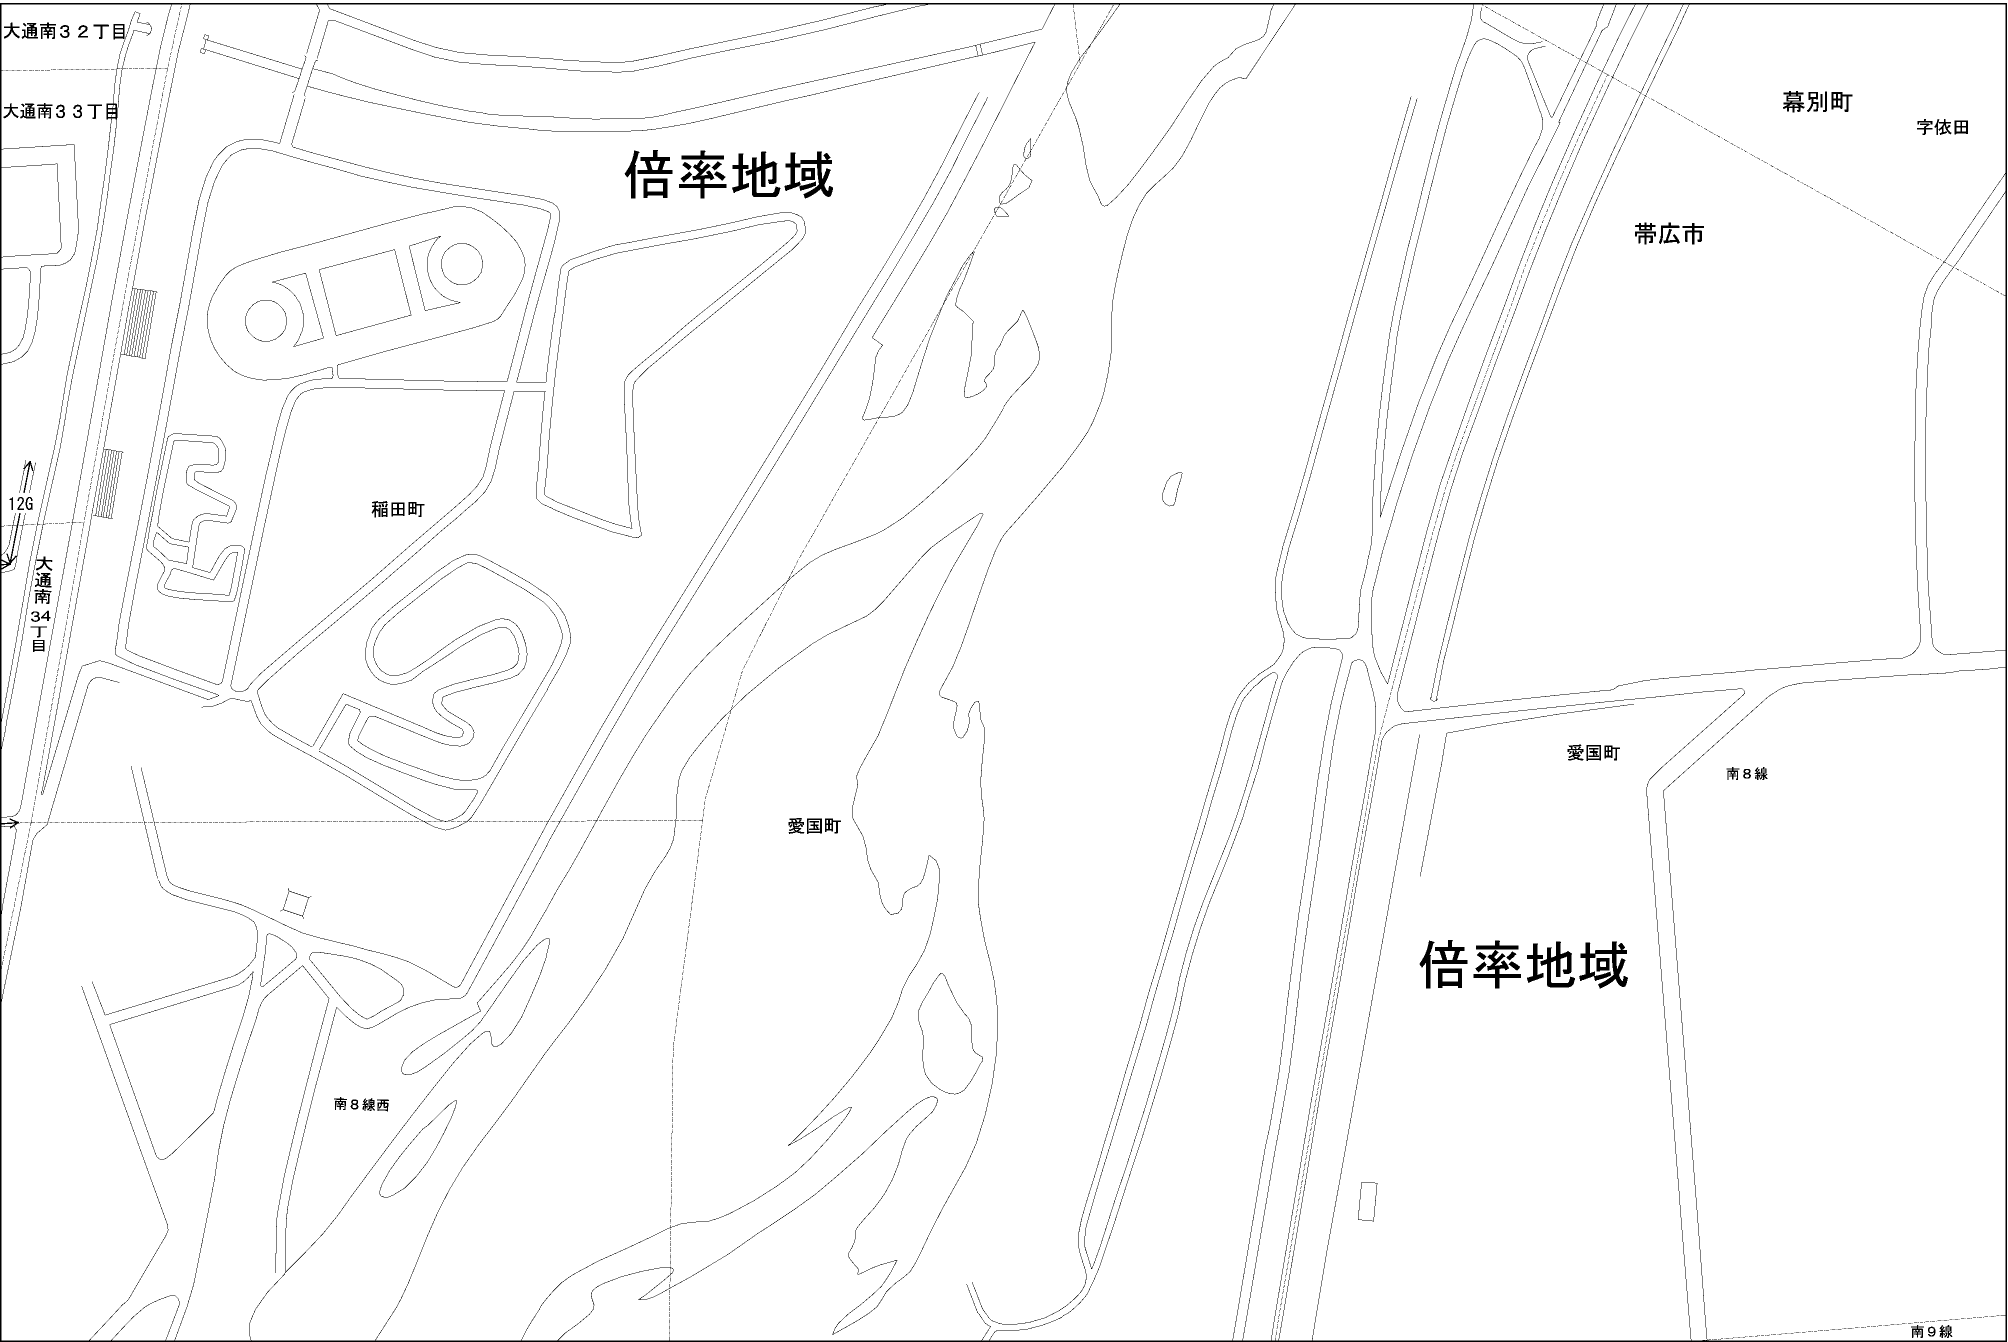 大通南３２丁目
大通南３３丁目
幕別町
字依田
倍率地域
帯広市
12G
稲田町
大通南
34
丁目
愛国町
南８線
愛国町
倍率地域
南８線西
南９線